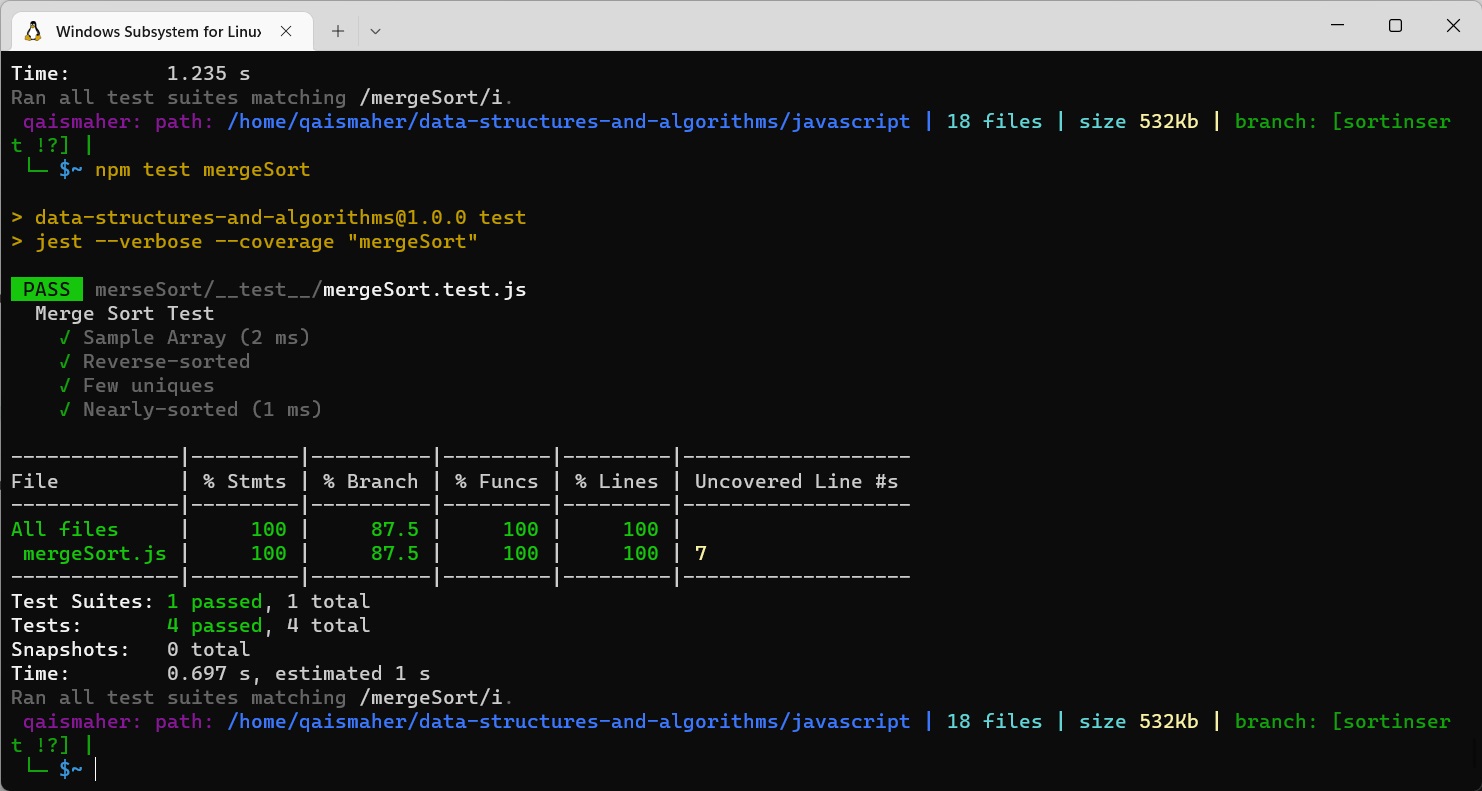 Windows Subsystem for Linux
Time:        1.235 s
Ran all test suites matching /mergeSort/i.
 qaismaher: path: /home/qaismaher/data-structures-and-algorithms/javascript | 18 files | size 532Kb | branch: [sortinser
t !?] |
 └─ $~ npm test mergeSort
> data-structures-and-algorithms@1.0.0 test
> jest --verbose --coverage "mergeSort"
 PASS  merseSort/__test__/mergeSort.test.js
  Merge Sort Test
    √ Sample Array (2 ms)
    √ Reverse-sorted
    √ Few uniques
    √ Nearly-sorted (1 ms)
--------------|---------|----------|---------|---------|-------------------
File          | % Stmts | % Branch | % Funcs | % Lines | Uncovered Line #s
--------------|---------|----------|---------|---------|-------------------
All files     |     100 |     87.5 |     100 |     100 |
 mergeSort.js |     100 |     87.5 |     100 |     100 | 7
--------------|---------|----------|---------|---------|-------------------
Test Suites: 1 passed, 1 total
Tests:       4 passed, 4 total
Snapshots:   0 total
Time:        0.697 s, estimated 1 s
Ran all test suites matching /mergeSort/i.
 qaismaher: path: /home/qaismaher/data-structures-and-algorithms/javascript | 18 files | size 532Kb | branch: [sortinser
t !?] |
 └─ $~